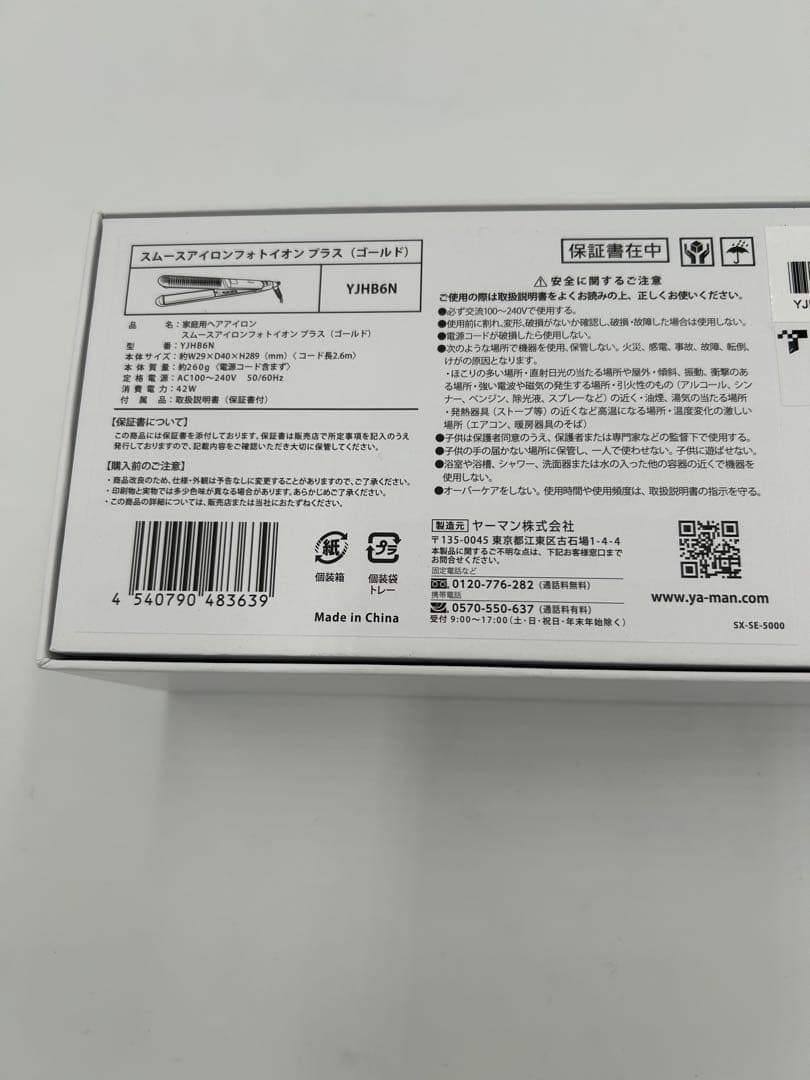 スムースアイロンフォトイオン プラス（ゴールド）
YJHB6N
品　　　　名：家庭用ヘアアイロン
スムースアイロンフォトイオン プラス（ゴールド）
型　　　　番：YJHB6N
本体サイズ：約W29×D40×H289（mm）〈コード長2.6m〉
本 体 質 量：約260g〈電源コード含まず〉
定 格 電 源：AC100〜240V　50/60Hz
消 費 電 力：42W
付　属　品：取扱説明書（保証書付）
【保証書について】
この商品には保証書を添付しております。保証書は販売店で所定事項を記入のうえ
発行しておりますので、記載内容をご確認いただき大切に保管してください。
【購入前のご注意】
・商品改良のため、仕様・外観は予告なしに変更することがありますので、ご了承ください。
・印刷物と実物では多少色味が異なる場合があります。あらかじめご了承ください。
・この商品の詳細については、販売店または当社におたずねください。
4 540790 483639
紙
個装箱
プラ
個装袋
トレー
Made in China
保証書在中
⚠安全に関するご注意
ご使用の際は取扱説明書をよくお読みの上、正しくお使いください。
●必ず交流100〜240Vで使用する。
●使用前に割れ、変形、破損がないか確認し、破損・故障した場合は使用しない。
●電源コードが破損したら使用しない。
●次のような場所で機器を使用、保管しない。火災、感電、事故、故障、転倒、
けがの原因となります。
・ほこりの多い場所・直射日光の当たる場所や屋外・傾斜、振動、衝撃のあ
る場所・強い電波や磁気の発生する場所・引火性のもの（アルコール、シン
ナー、ベンジン、除光液、スプレーなど）の近く・油煙、湯気の当たる場所
・発熱器具（ストーブ等）の近くなど高温になる場所・温度変化の激しい
場所（エアコン、暖房器具のそば）
●子供は保護者同意のうえ、保護者または専門家などの監督下で使用する。
●子供の手の届かない場所に保管し、一人で使わせない。子供に遊ばせない。
●浴室や浴槽、シャワー、洗面器または水の入った他の容器の近くで機器を
使用しない。
●オーバーケアをしない。使用時間や使用頻度は、取扱説明書の指示を守る。
製造元 ヤーマン株式会社
〒135-0045 東京都江東区古石場1-4-4
本製品に関するご不明な点は、下記お客様窓口まで
お問合せください。
固定電話など
0120-776-282（通話料無料）
携帯電話
0570-550-637（通話料有料）
受付 9:00〜17:00（土・日・祝日・年末年始除く）
www.ya-man.com
SX-SE-5000